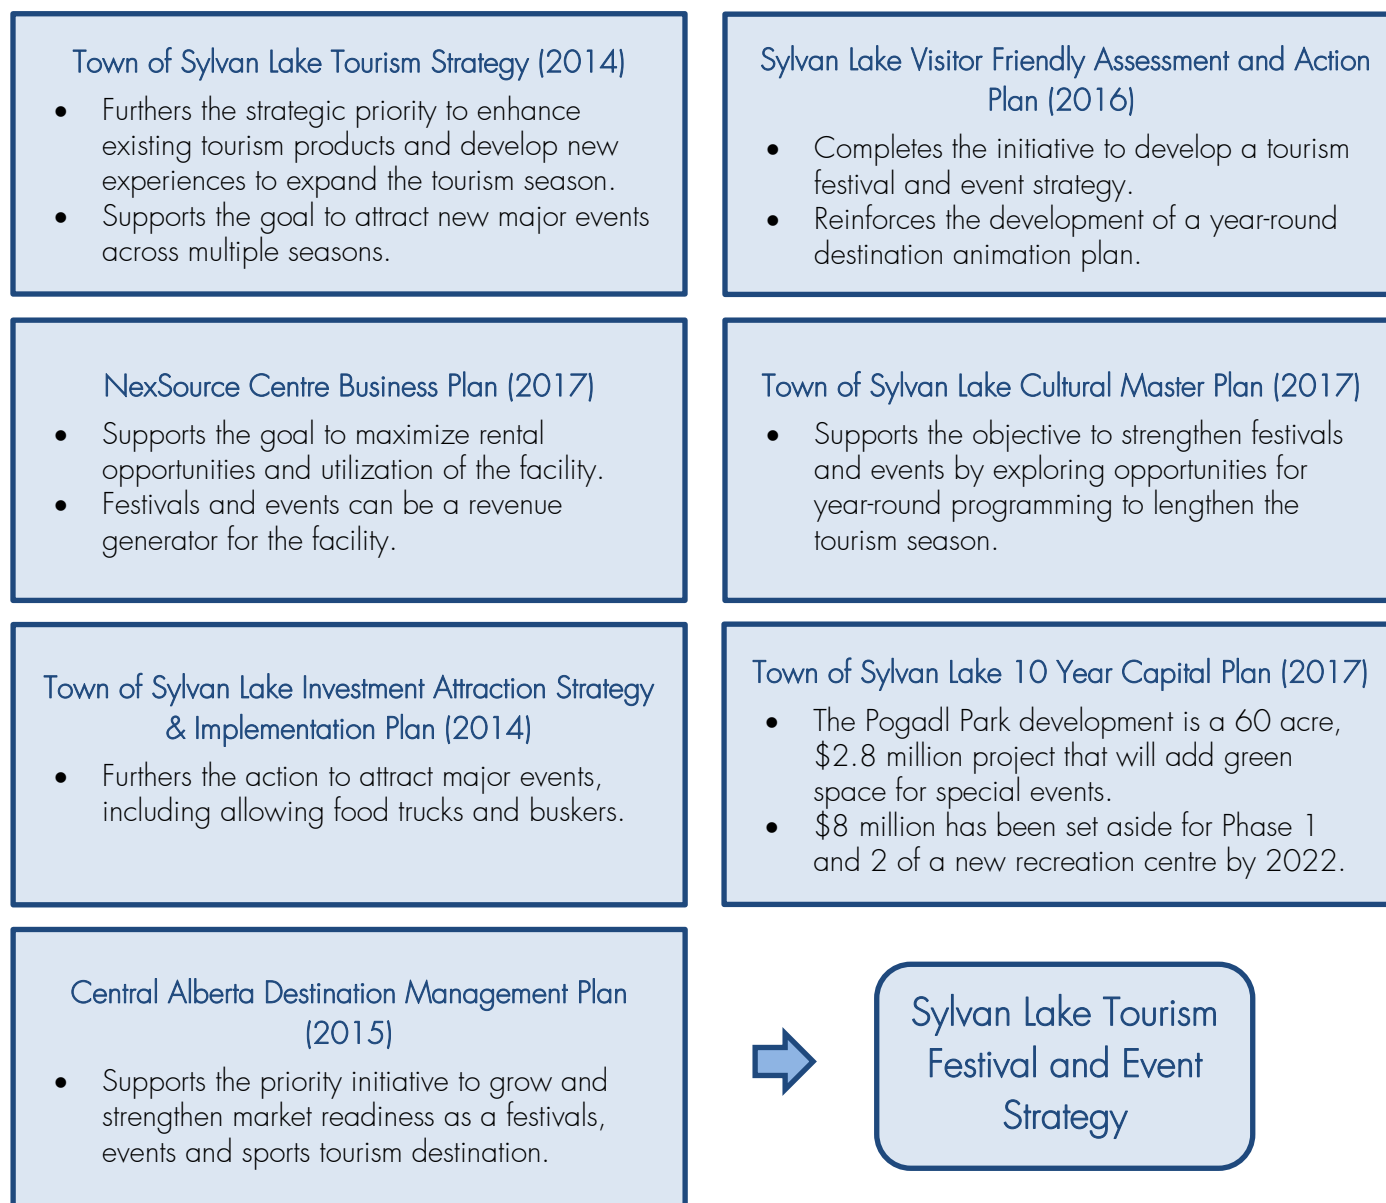 Town of Sylvan Lake Tourism Strategy (2014)
• Furthers the strategic priority to enhance
existing tourism products and develop new
experiences to expand the tourism season.
• Supports the goal to attract new major events
across multiple seasons.
Sylvan Lake Visitor Friendly Assessment and Action
Plan (2016)
• Completes the initiative to develop a tourism
festival and event strategy.
• Reinforces the development of a year-round
destination animation plan.
NexSource Centre Business Plan (2017)
• Supports the goal to maximize rental
opportunities and utilization of the facility.
• Festivals and events can be a revenue
generator for the facility.
Town of Sylvan Lake Cultural Master Plan (2017)
• Supports the objective to strengthen festivals
and events by exploring opportunities for
year-round programming to lengthen the
tourism season.
Town of Sylvan Lake Investment Attraction Strategy
& Implementation Plan (2014)
• Furthers the action to attract major events,
including allowing food trucks and buskers.
Town of Sylvan Lake 10 Year Capital Plan (2017)
• The Pogadl Park development is a 60 acre,
$2.8 million project that will add green
space for special events.
• $8 million has been set aside for Phase 1
and 2 of a new recreation centre by 2022.
Central Alberta Destination Management Plan
(2015)
• Supports the priority initiative to grow and
strengthen market readiness as a festivals,
events and sports tourism destination.
Sylvan Lake Tourism
Festival and Event
Strategy